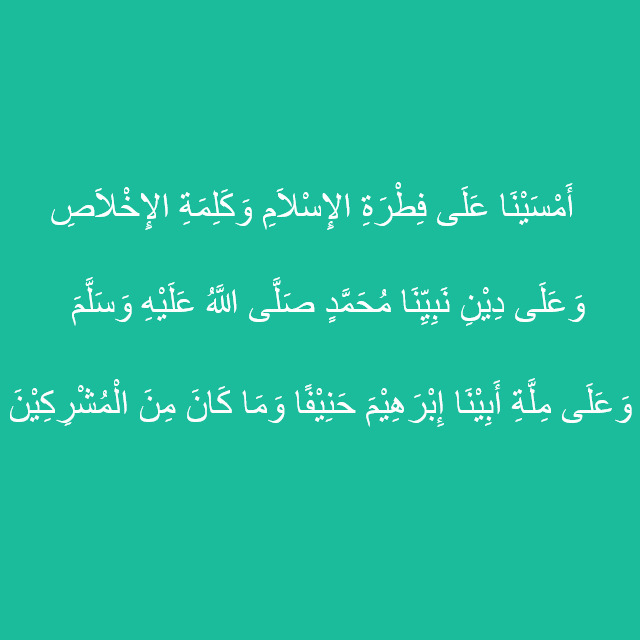 أَمْسَيْنَا عَلَى فِطْرَةِ الإِسْلاَمِ وَكَلِمَةِ الإِخْلاَصِ
وَعَلَى دِيْنِ نَبِيِّنَا مُحَمَّدٍ صَلَّى اللَّهُ عَلَيْهِ وَسَلَّمَ
وَعَلَى مِلَّةِ أَبِيْنَا إِبْرَهِيْمَ حَنِيْفًا وَمَا كَانَ مِنَ الْمُشْرِكِيْنَ